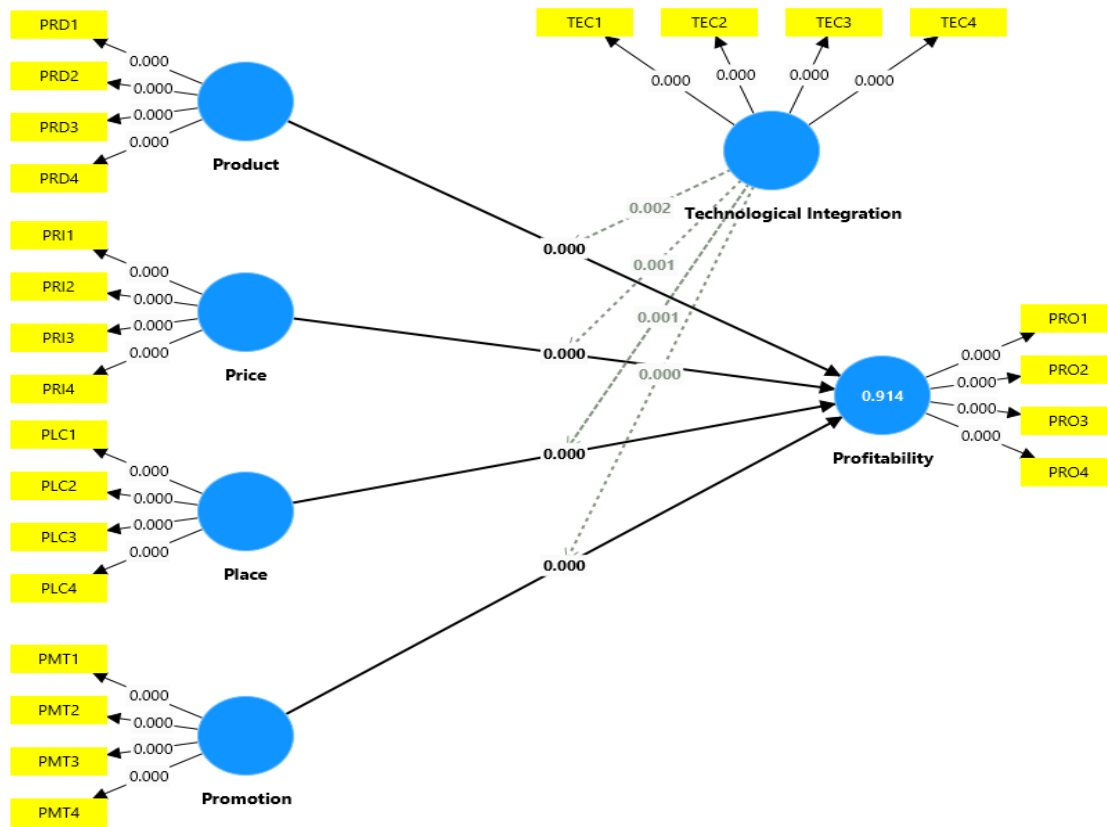 PRD1
0.000
PRD2
0.000
PRD3
0.000
PRD4
0.000
Product
PRI1
0.000
PRI2
0.000
PRI3
0.000
PRI4
0.000
Price
PLC1
0.000
PLC2
0.000
PLC3
0.000
PLC4
0.000
Place
PMT1
0.000
PMT2
0.000
PMT3
0.000
PMT4
0.000
Promotion
TEC1
TEC2
TEC3
TEC4
0.000
0.000
0.000
0.000
Technological Integration
0.002
0.001
0.001
0.000
0.000
0.000
0.000
0.000
0.914
Profitability
PRO1
0.000
PRO2
0.000
PRO3
0.000
PRO4
0.000